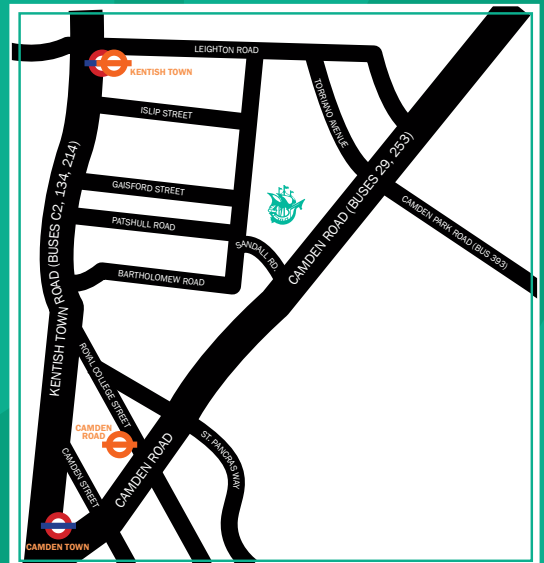 LEIGHTON ROAD
KENTISH TOWN
TORRIANO AVENUE
ISLIP STREET
KENTISH TOWN ROAD (BUSES C2, 134, 214)
CAMDEN ROAD (BUSES 29, 253)
GAISFORD STREET
CAMDEN PARK ROAD (BUS 393)
PATSHULL ROAD
SANDALL RD.
BARTHOLOMEW ROAD
ROYAL COLLEGE STREET
CAMDEN
ROAD
CAMDEN ROAD
ST. PANCRAS WAY
CAMDEN STREET
CAMDEN TOWN